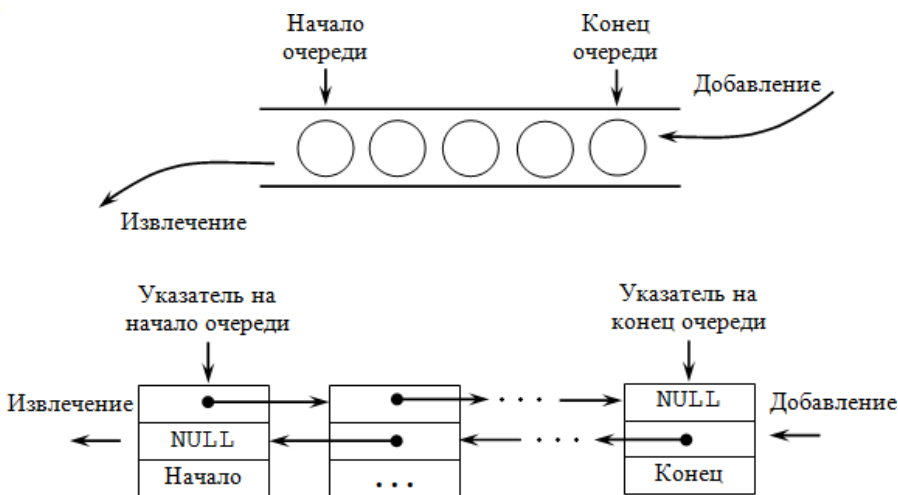 Начало
очереди
Конец
очереди
Добавление
Извлечение
Указатель на
начало очереди
Указатель на
конец очереди
Извлечение
NULL
Начало
...
...
...
NULL
Конец
Добавление